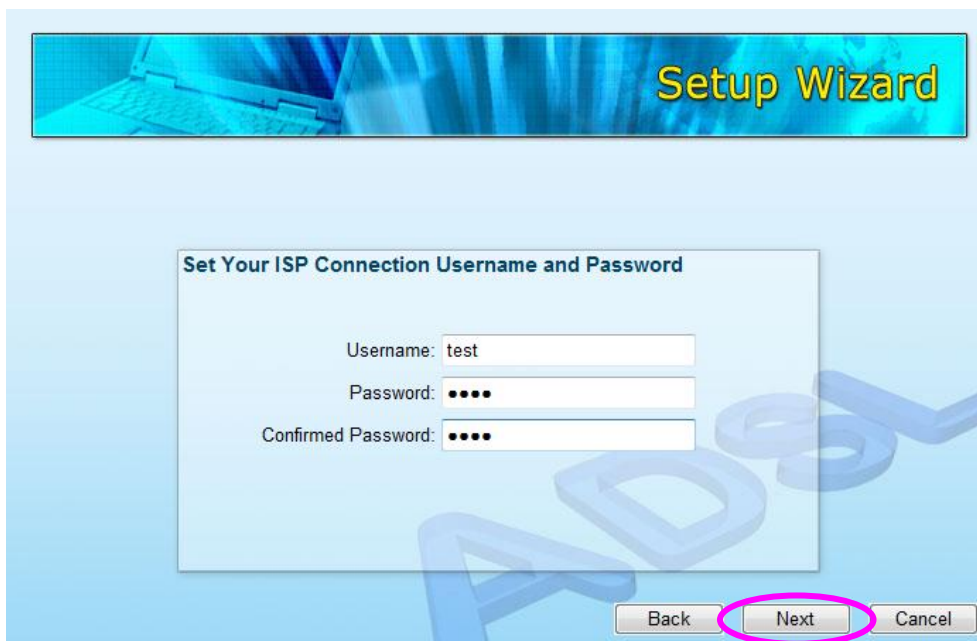 Setup Wizard
Set Your ISP Connection Username and Password
Username: test
Password: ••••
Confirmed Password: ••••
ADSL
Back Next Cancel